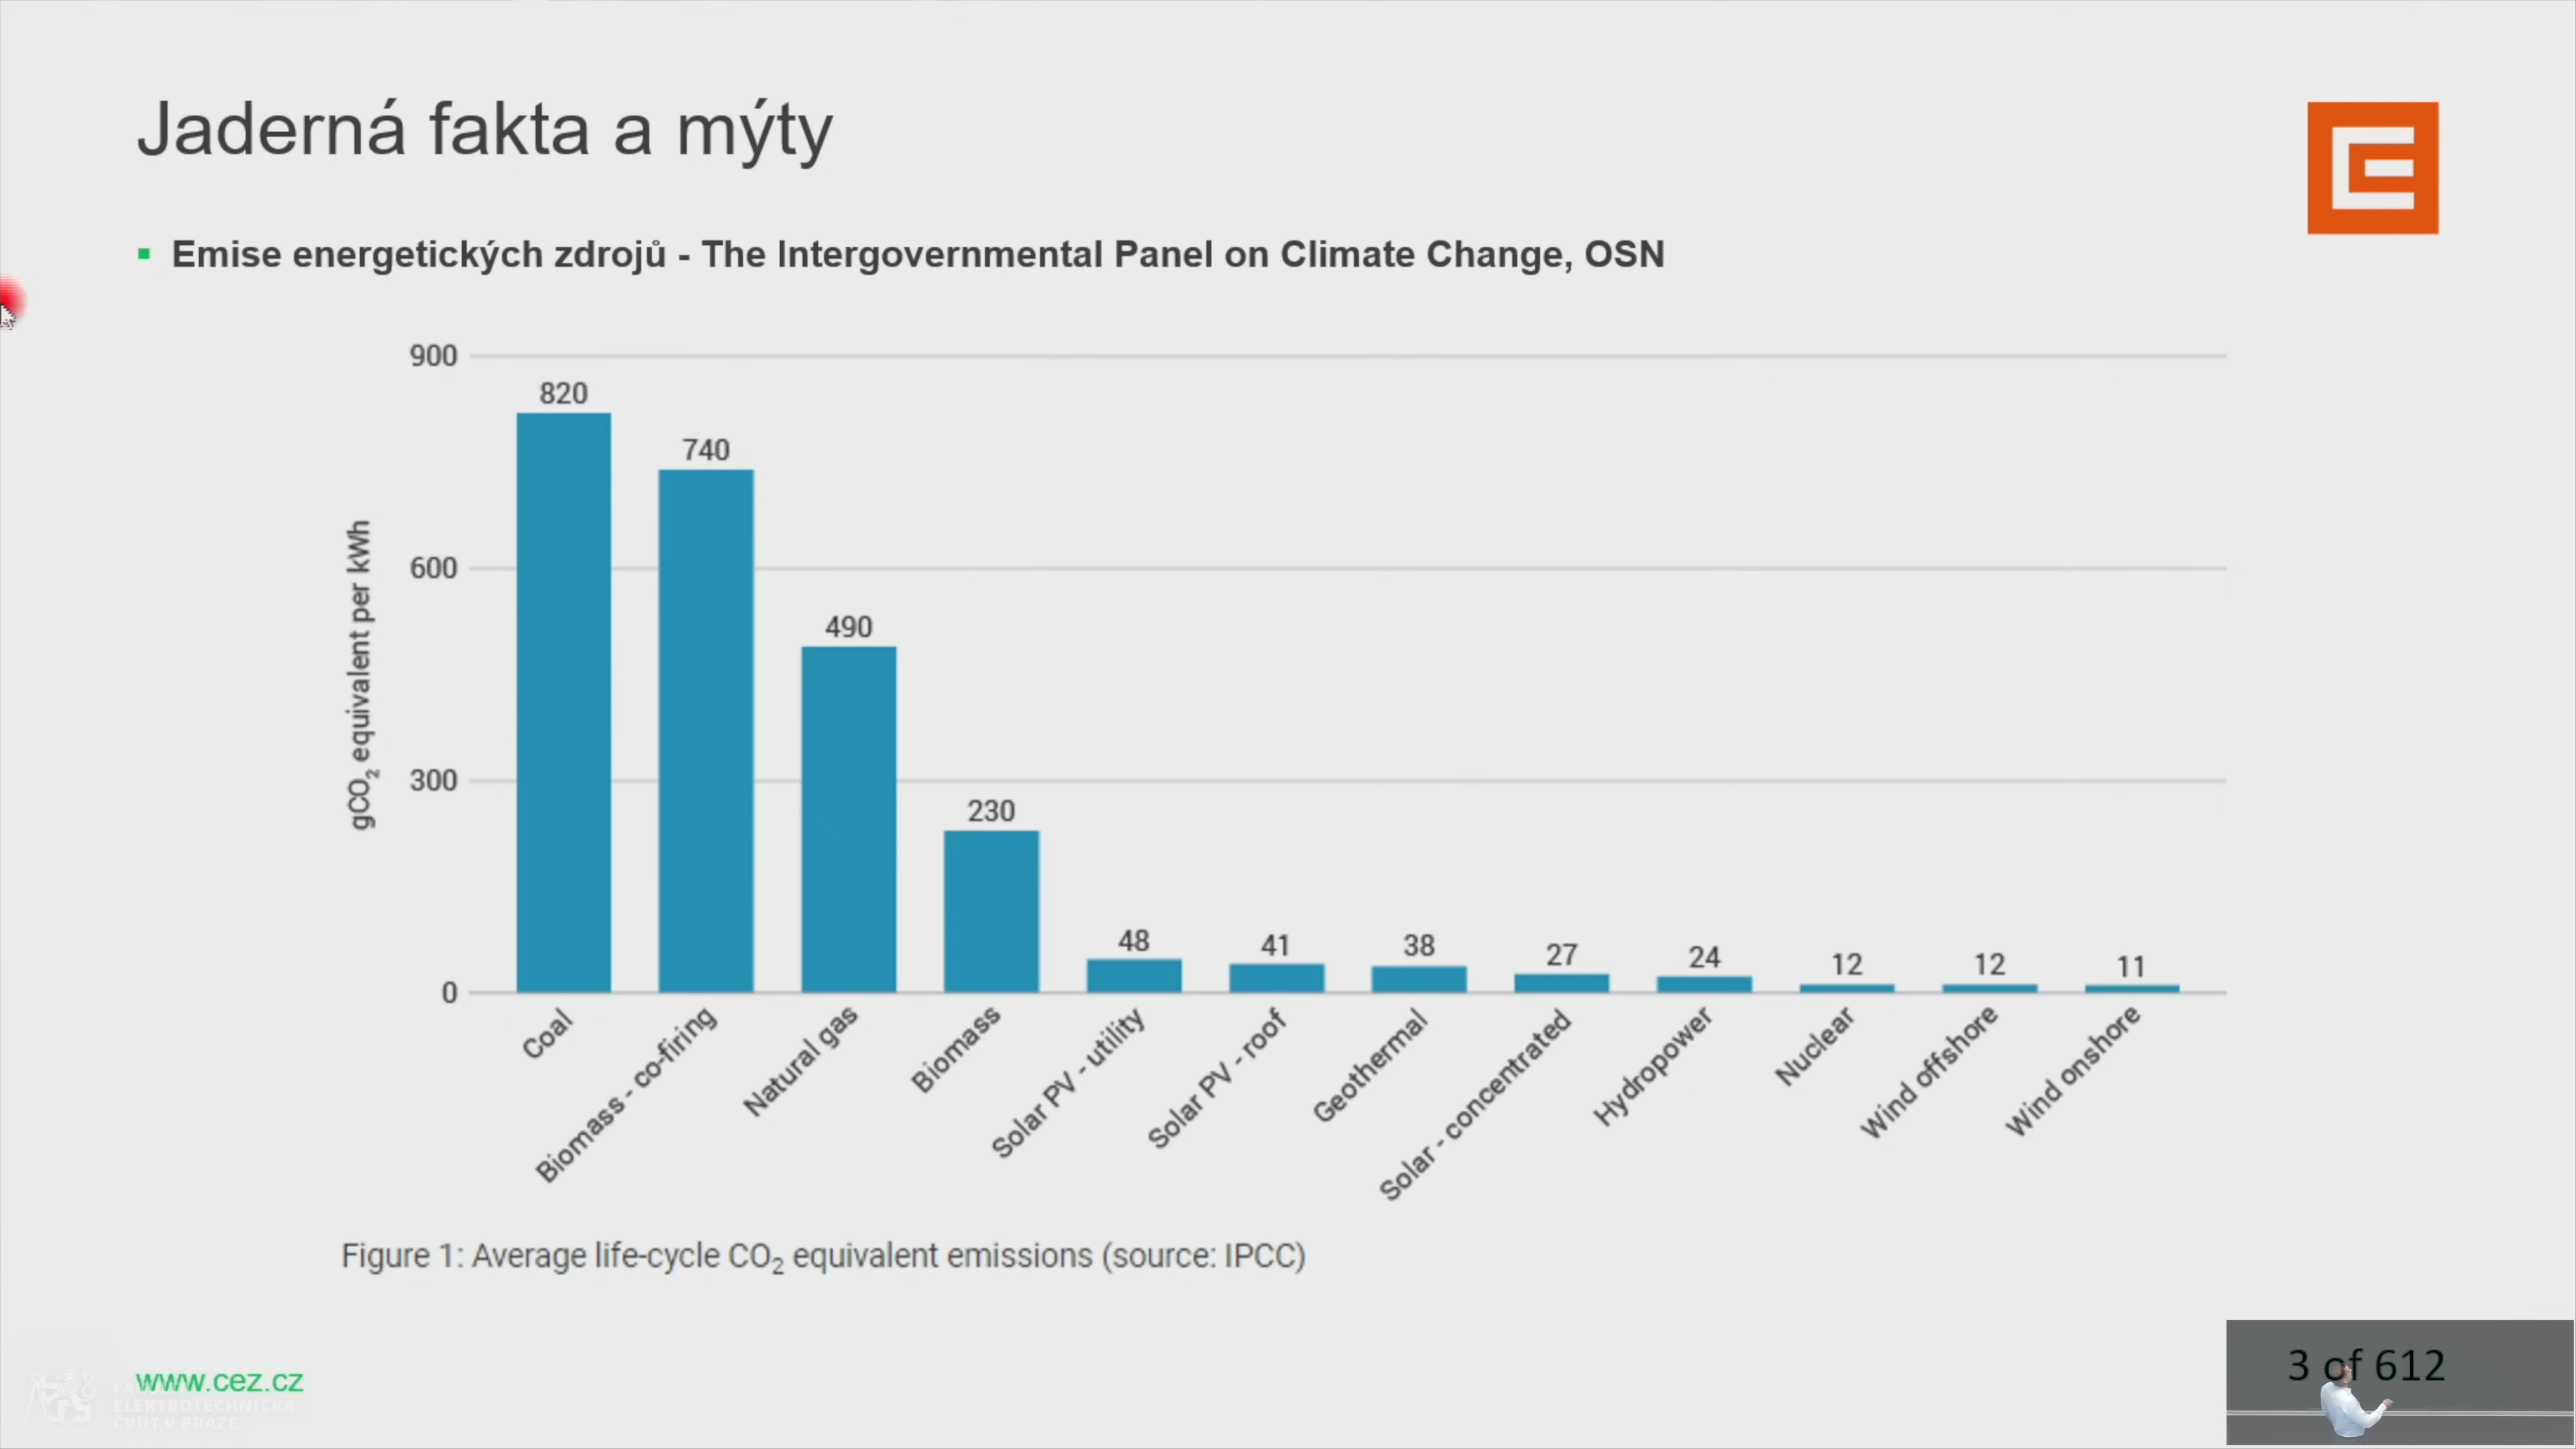 Jaderná fakta a mýty
Emise energetických zdrojů - The Intergovernmental Panel on Climate Change, OSN
gCO₂ equivalent per kWh
900
600
300
0
820
740
490
230
48
41
38
27
24
12
12
11
Coal
Biomass - co-firing
Natural gas
Biomass
Solar PV - utility
Solar PV - roof
Geothermal
Solar - concentrated
Hydropower
Nuclear
Wind offshore
Wind onshore
Figure 1: Average life-cycle CO₂ equivalent emissions (source: IPCC)
www.cez.cz
ELEKTROTECHNICKÁ
ČVUT V PRAZE
3 of 612